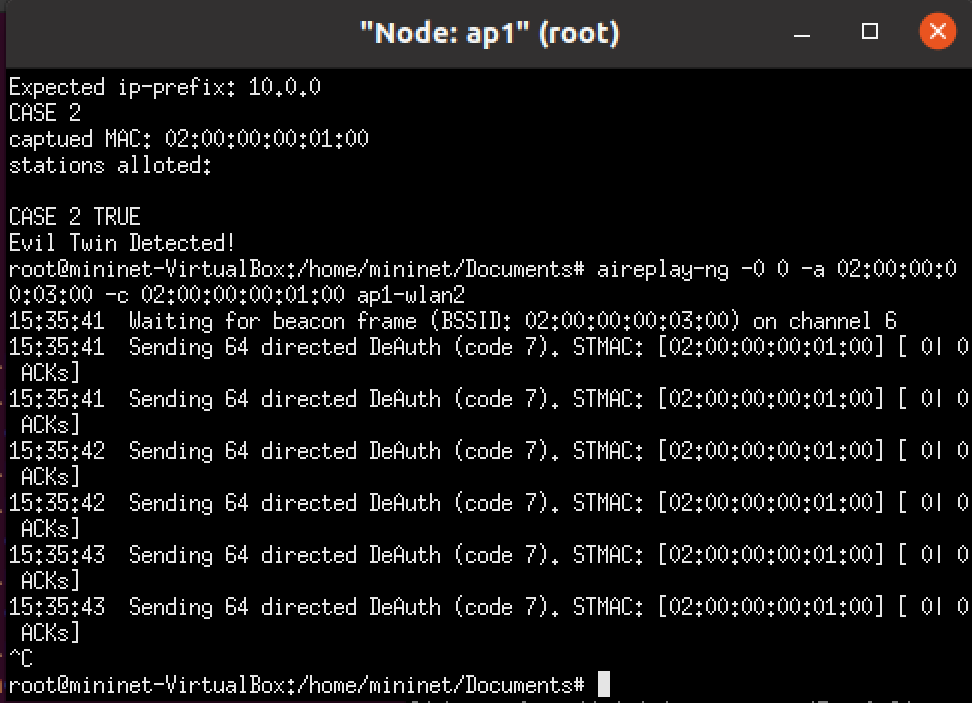 "Node: ap1" (root)
Expected ip-prefix: 10.0.0
CASE 2
captued MAC: 02:00:00:00:01:00
stations alloted:
CASE 2 TRUE
Evil Twin Detected!
root@mininet-VirtualBox:/home/mininet/Documents# aireplay-ng -0 0 -a 02:00:00:0
0:03:00 -c 02:00:00:00:01:00 ap1-wlan2
15:35:41  Waiting for beacon frame (BSSID: 02:00:00:00:03:00) on channel 6
15:35:41  Sending 64 directed DeAuth (code 7). STMAC: [02:00:00:00:01:00] [ 0| 0
 ACKs]
15:35:41  Sending 64 directed DeAuth (code 7). STMAC: [02:00:00:00:01:00] [ 0| 0
 ACKs]
15:35:42  Sending 64 directed DeAuth (code 7). STMAC: [02:00:00:00:01:00] [ 0| 0
 ACKs]
15:35:42  Sending 64 directed DeAuth (code 7). STMAC: [02:00:00:00:01:00] [ 0| 0
 ACKs]
15:35:43  Sending 64 directed DeAuth (code 7). STMAC: [02:00:00:00:01:00] [ 0| 0
 ACKs]
15:35:43  Sending 64 directed DeAuth (code 7). STMAC: [02:00:00:00:01:00] [ 0| 0
 ACKs]
^C
root@mininet-VirtualBox:/home/mininet/Documents#